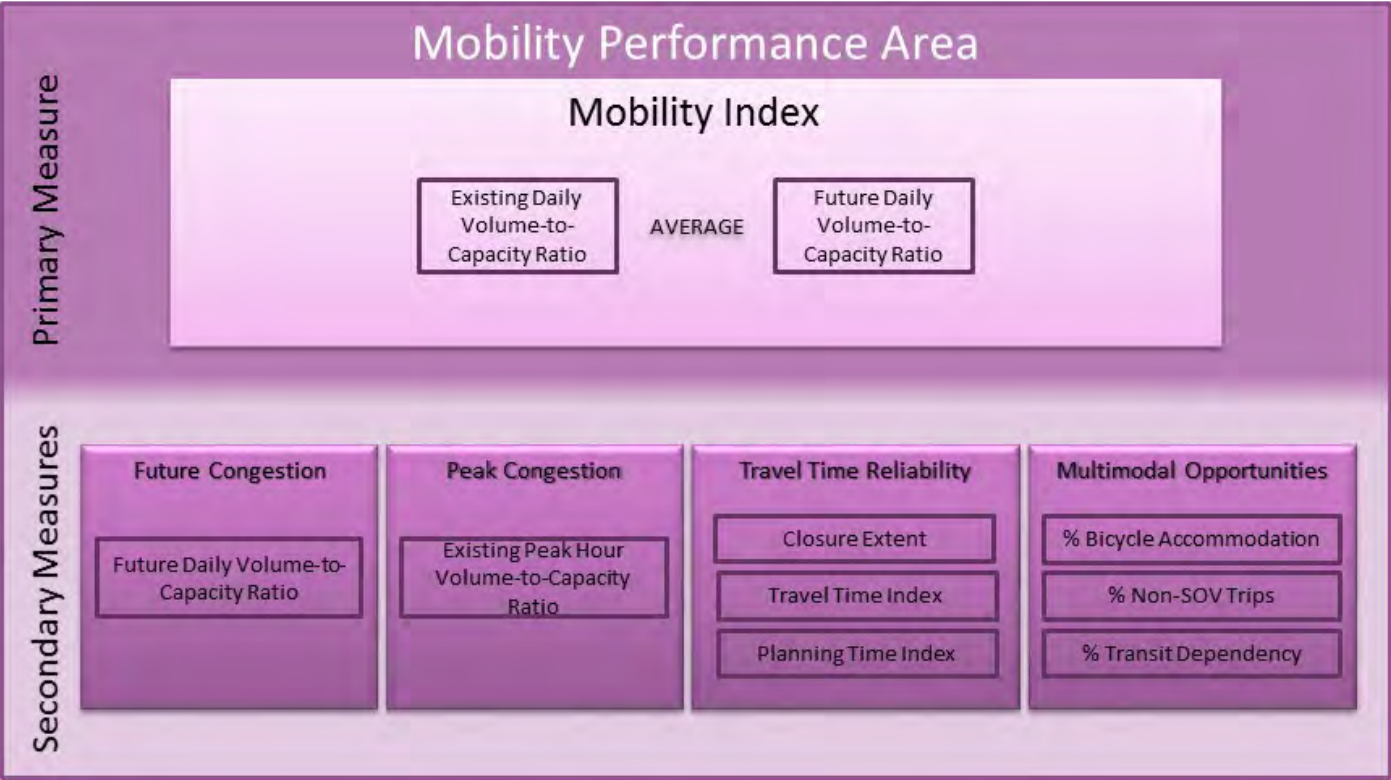 Mobility Performance Area
Primary Measure
Mobility Index
Existing Daily
Volume-to-
Capacity Ratio
AVERAGE
Future Daily
Volume-to-
Capacity Ratio
Secondary Measures
Future Congestion
Future Daily Volume-to-
Capacity Ratio
Peak Congestion
Existing Peak Hour
Volume-to-Capacity
Ratio
Travel Time Reliability
Closure Extent
Travel Time Index
Planning Time Index
Multimodal Opportunities
% Bicycle Accommodation
% Non-SOV Trips
% Transit Dependency